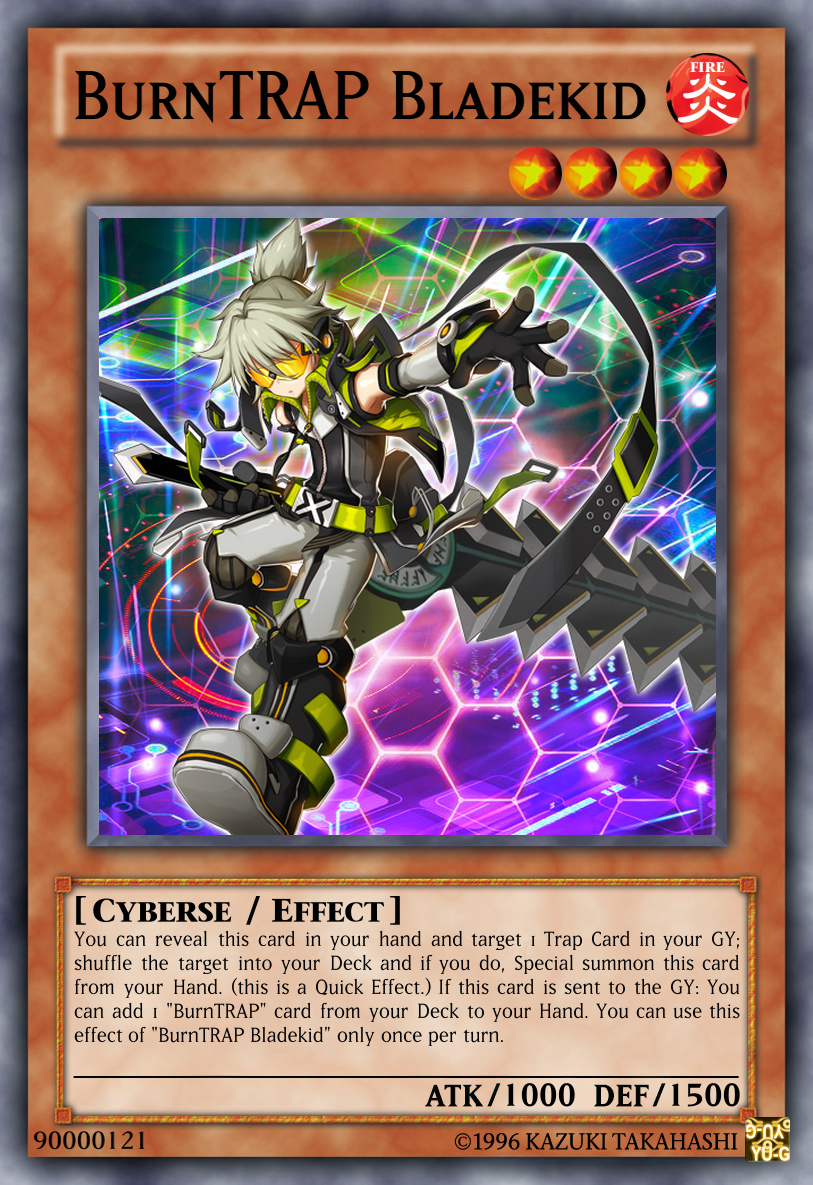 BURNTRAP BLADEKID
FIRE
炎
[ CYBERSE / EFFECT ]
You can reveal this card in your hand and target 1 Trap Card in your GY;
shuffle the target into your Deck and if you do, Special summon this card
from your Hand. (this is a Quick Effect.) If this card is sent to the GY: You
can add 1 "BurnTRAP" card from your Deck to your Hand. You can use this
effect of "BurnTRAP Bladekid" only once per turn.
ATK/1000 DEF/1500
90000121
©1996 KAZUKI TAKAHASHI